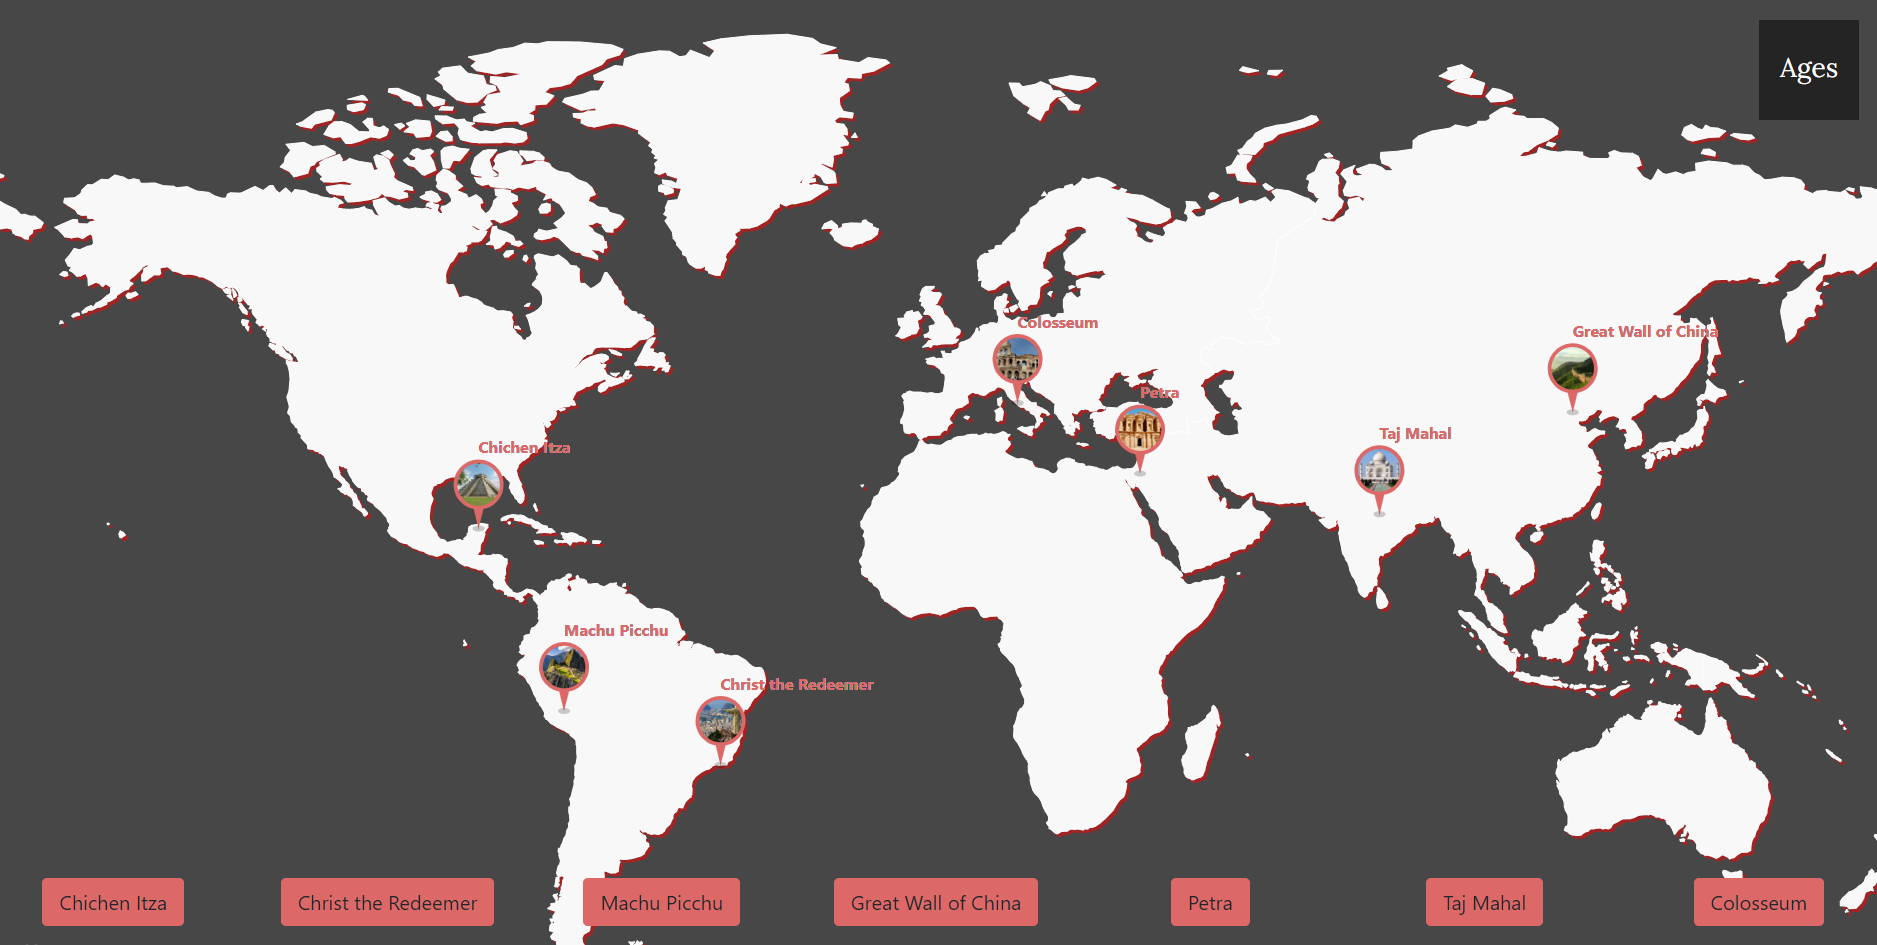 Ages
Colosseum
Great Wall of China
Petra
Taj Mahal
Chichen Itza
Machu Picchu
Christ the Redeemer
Chichen Itza
Christ the Redeemer
Machu Picchu
Great Wall of China
Petra
Taj Mahal
Colosseum